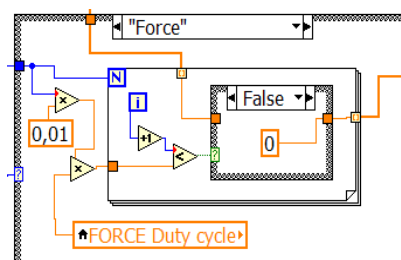 "Force"
N
i
False
×
0,01
+1
<
?
0
×
?
FORCE Duty cycle